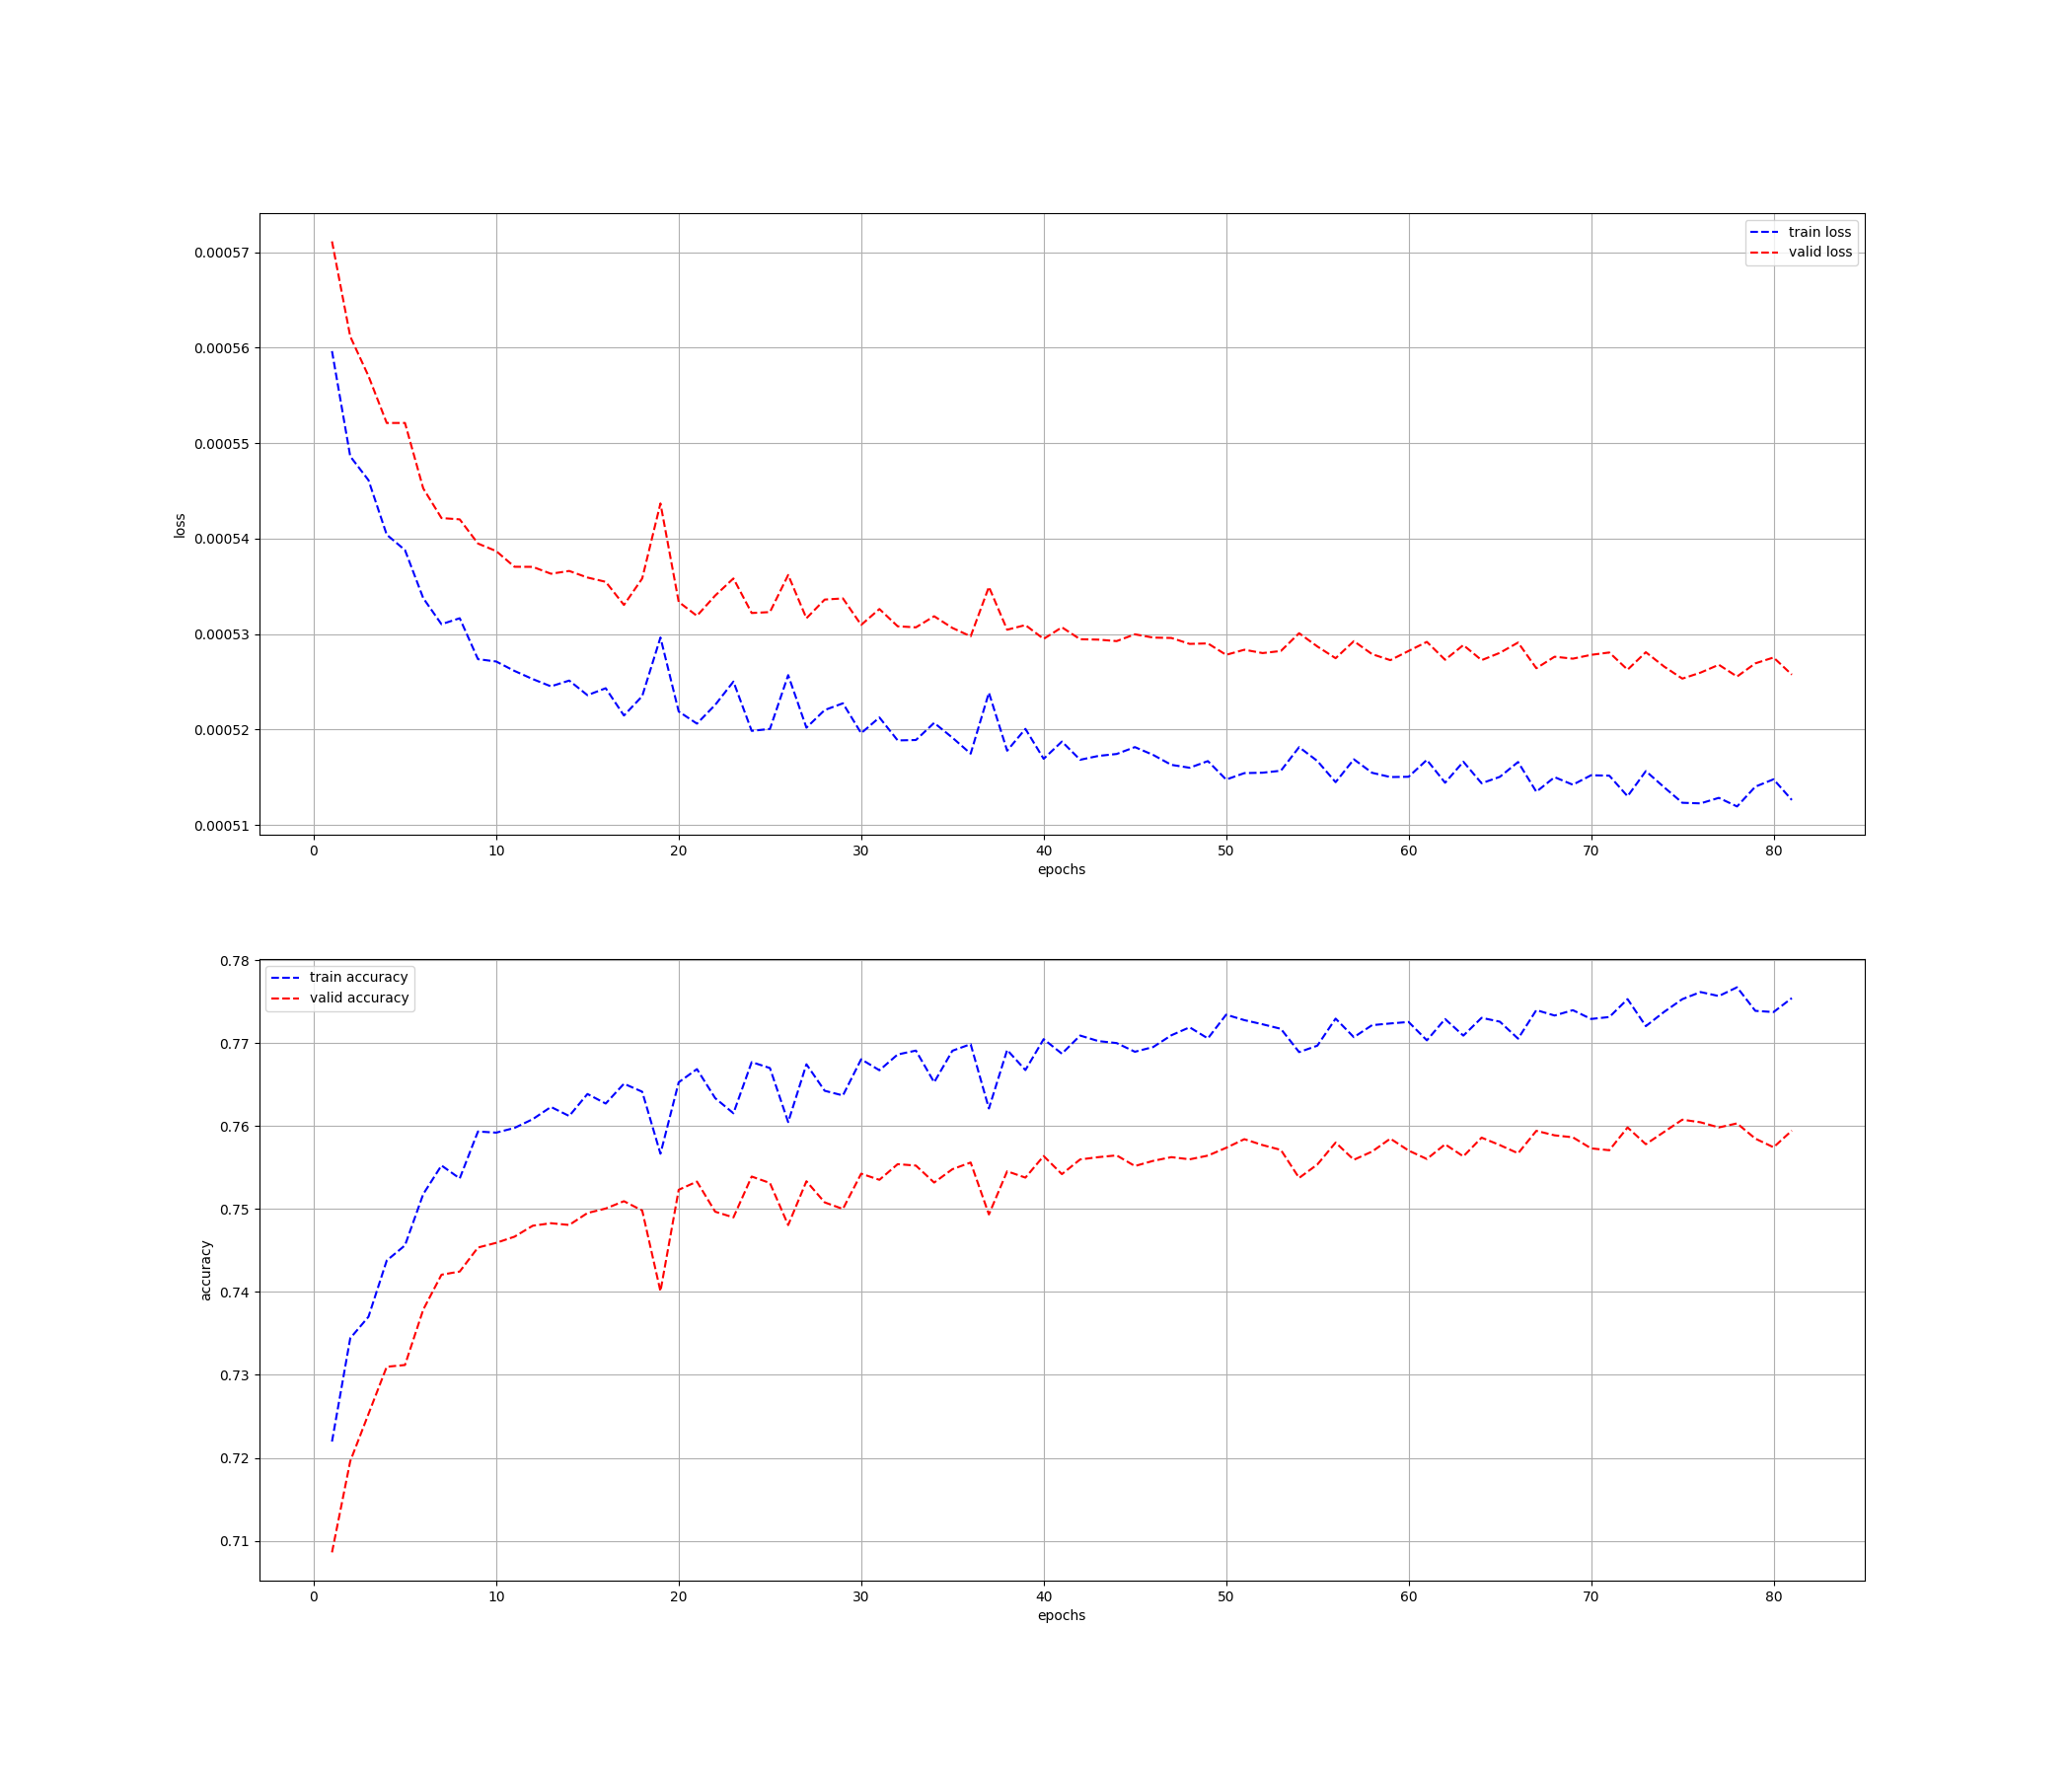 train loss
valid loss
0.00057
0.00056
0.00055
0.00054
0.00053
0.00052
0.00051
loss
0 10 20 30 40 50 60 70 80
epochs
train accuracy
valid accuracy
0.78
0.77
0.76
0.75
0.74
0.73
0.72
0.71
accuracy
0 10 20 30 40 50 60 70 80
epochs